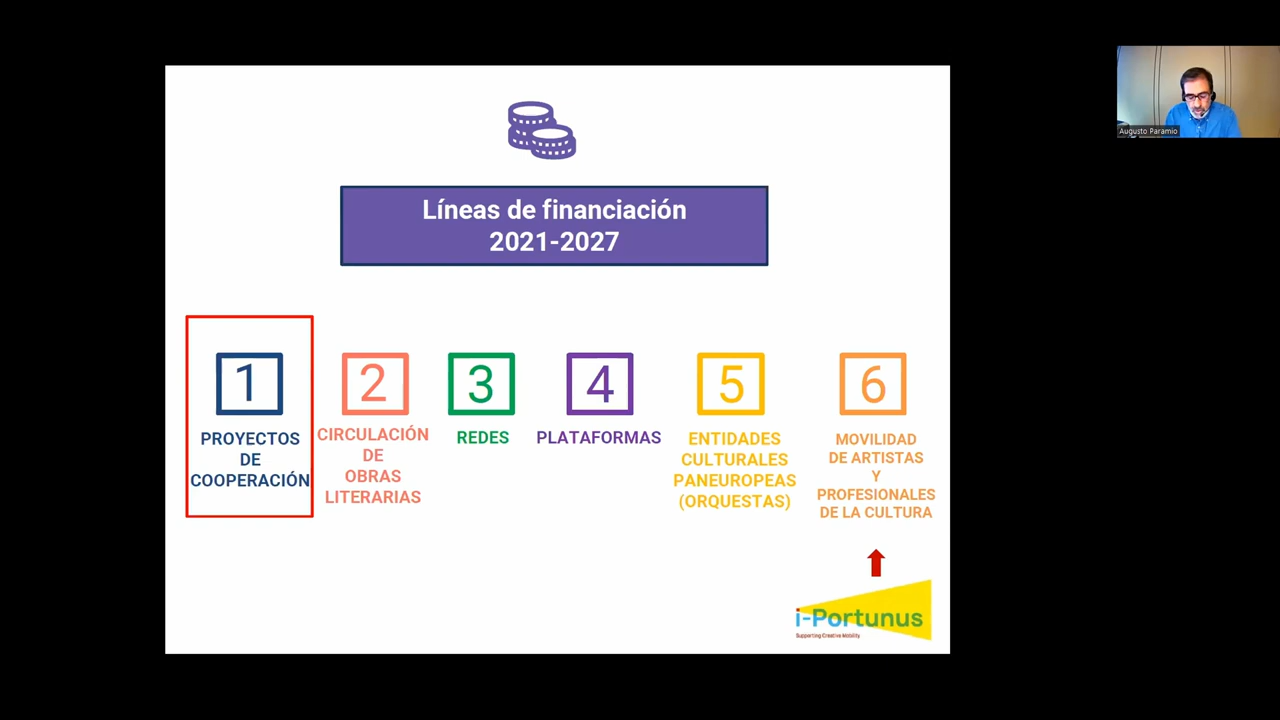 Augusto Paramio
Líneas de financiación
2021-2027
1
PROYECTOS
DE
COOPERACIÓN
2
CIRCULACIÓN
DE
OBRAS
LITERARIAS
3
REDES
4
PLATAFORMAS
5
ENTIDADES
CULTURALES
PANEUROPEAS
(ORQUESTAS)
6
MOVILIDAD
DE ARTISTAS
Y
PROFESIONALES
DE LA CULTURA
i-Portunus
Supporting Creative Mobility